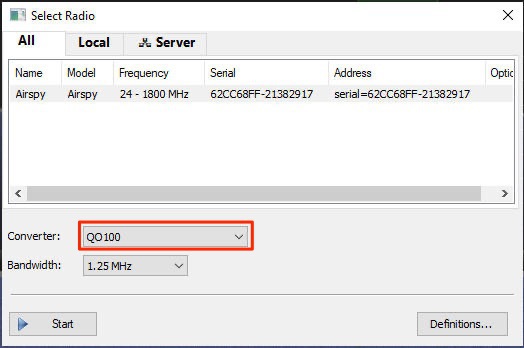 Select Radio
All Local Server
Name Model Frequency Serial Address Optic
Airspy Airspy 24 - 1800 MHz 62CC68FF-21382917 serial=62CC68FF-21382917
Converter: QO100
Bandwidth: 1.25 MHz
Start Definitions...